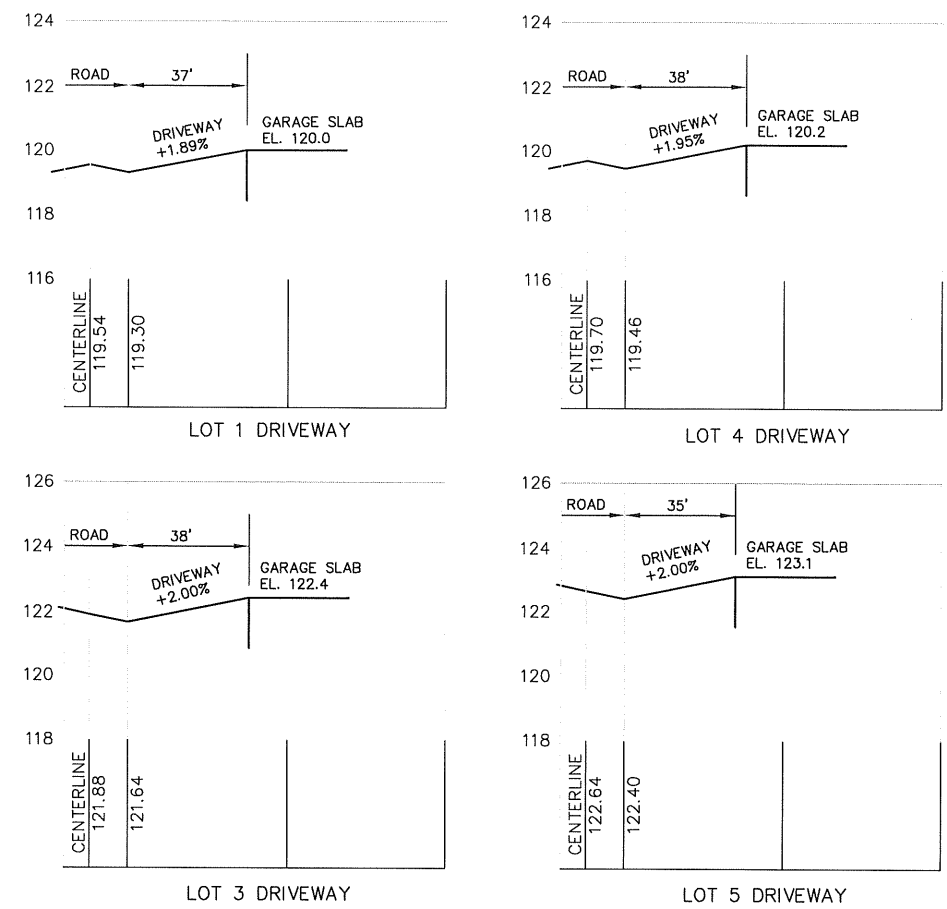 124
122
120
118
116
ROAD
37'
DRIVEWAY
+1.89%
GARAGE SLAB
EL. 120.0
CENTERLINE
119.54
119.30
LOT 1 DRIVEWAY
124
122
120
118
116
ROAD
38'
DRIVEWAY
+1.95%
GARAGE SLAB
EL. 120.2
CENTERLINE
119.70
119.46
LOT 4 DRIVEWAY
126
124
122
120
118
ROAD
38'
DRIVEWAY
+2.00%
GARAGE SLAB
EL. 122.4
CENTERLINE
121.88
121.64
LOT 3 DRIVEWAY
126
124
122
120
118
ROAD
35'
DRIVEWAY
+2.00%
GARAGE SLAB
EL. 123.1
CENTERLINE
122.64
122.40
LOT 5 DRIVEWAY